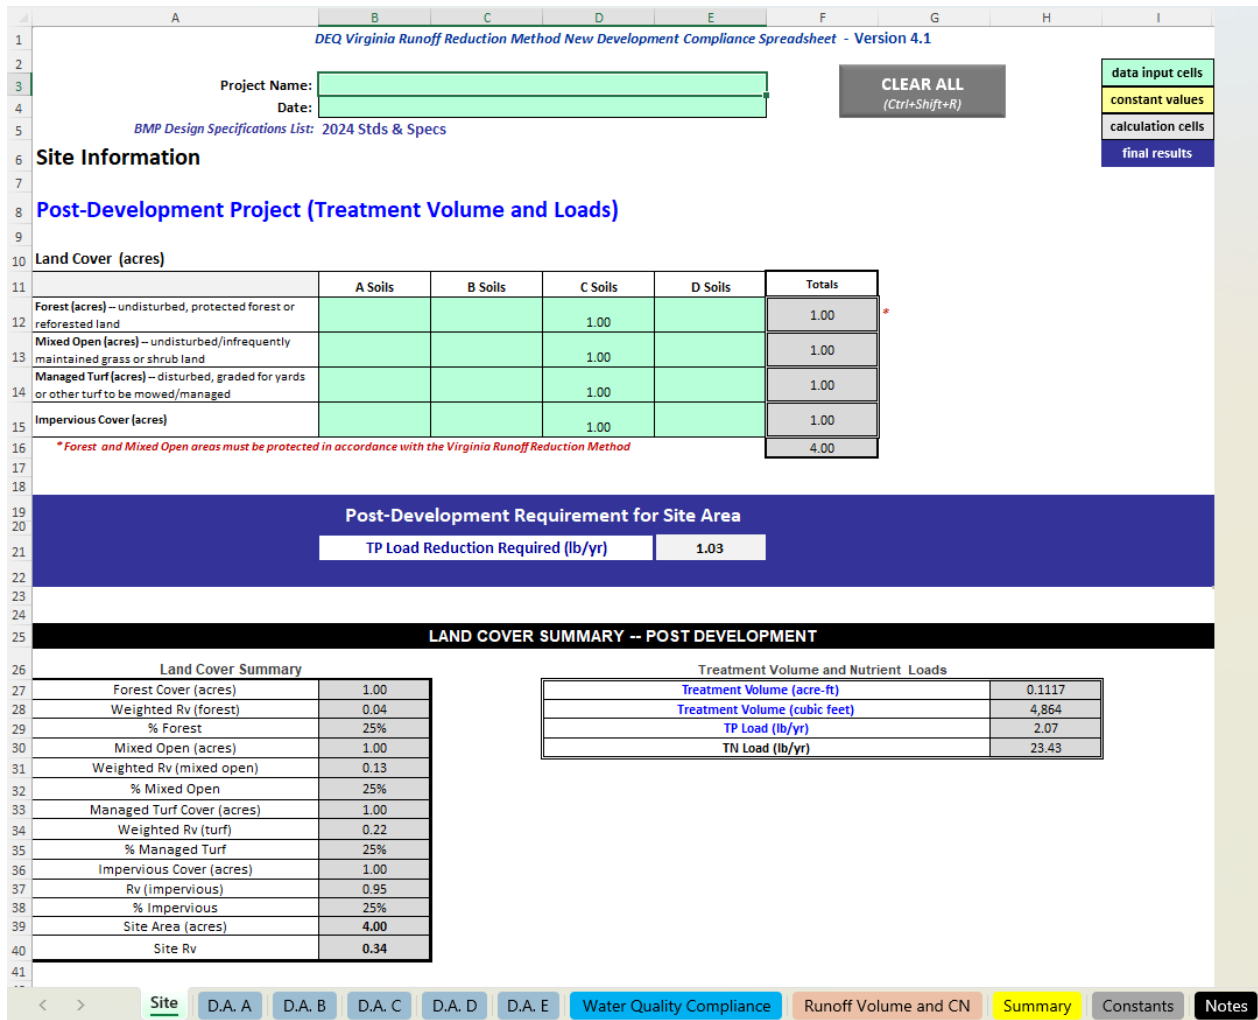 A B C D E F G H I
1 DEQ Virginia Runoff Reduction Method New Development Compliance Spreadsheet - Version 4.1
2 data input cells
3 Project Name: CLEAR ALL
(Ctrl+Shift+R)
constant values
4 Date:
5 BMP Design Specifications List: 2024 Stds & Specs calculation cells
6 Site Information final results
7
8 Post-Development Project (Treatment Volume and Loads)
9
10 Land Cover (acres)
11 A Soils B Soils C Soils D Soils Totals
Forest (acres) -- undisturbed, protected forest or
12 reforested land 1.00 1.00 *
Mixed Open (acres) -- undisturbed/infrequently
13 maintained grass or shrub land 1.00 1.00
Managed Turf (acres) -- disturbed, graded for yards
14 or other turf to be mowed/managed 1.00 1.00
15 Impervious Cover (acres) 1.00 1.00
16 * Forest and Mixed Open areas must be protected in accordance with the Virginia Runoff Reduction Method 4.00
17
18
19 Post-Development Requirement for Site Area
20
21 TP Load Reduction Required (lb/yr) 1.03
22
23
24
25 LAND COVER SUMMARY -- POST DEVELOPMENT
26 Land Cover Summary Treatment Volume and Nutrient Loads
27 Forest Cover (acres) 1.00 Treatment Volume (acre-ft) 0.1117
28 Weighted Rv (forest) 0.04 Treatment Volume (cubic feet) 4,864
29 % Forest 25% TP Load (lb/yr) 2.07
30 Mixed Open (acres) 1.00 TN Load (lb/yr) 23.43
31 Weighted Rv (mixed open) 0.13
32 % Mixed Open 25%
33 Managed Turf Cover (acres) 1.00
34 Weighted Rv (turf) 0.22
35 % Managed Turf 25%
36 Impervious Cover (acres) 1.00
37 Rv (impervious) 0.95
38 % Impervious 25%
39 Site Area (acres) 4.00
40 Site Rv 0.34
41
Site D.A. A D.A. B D.A. C D.A. D D.A. E Water Quality Compliance Runoff Volume and CN Summary Constants Notes